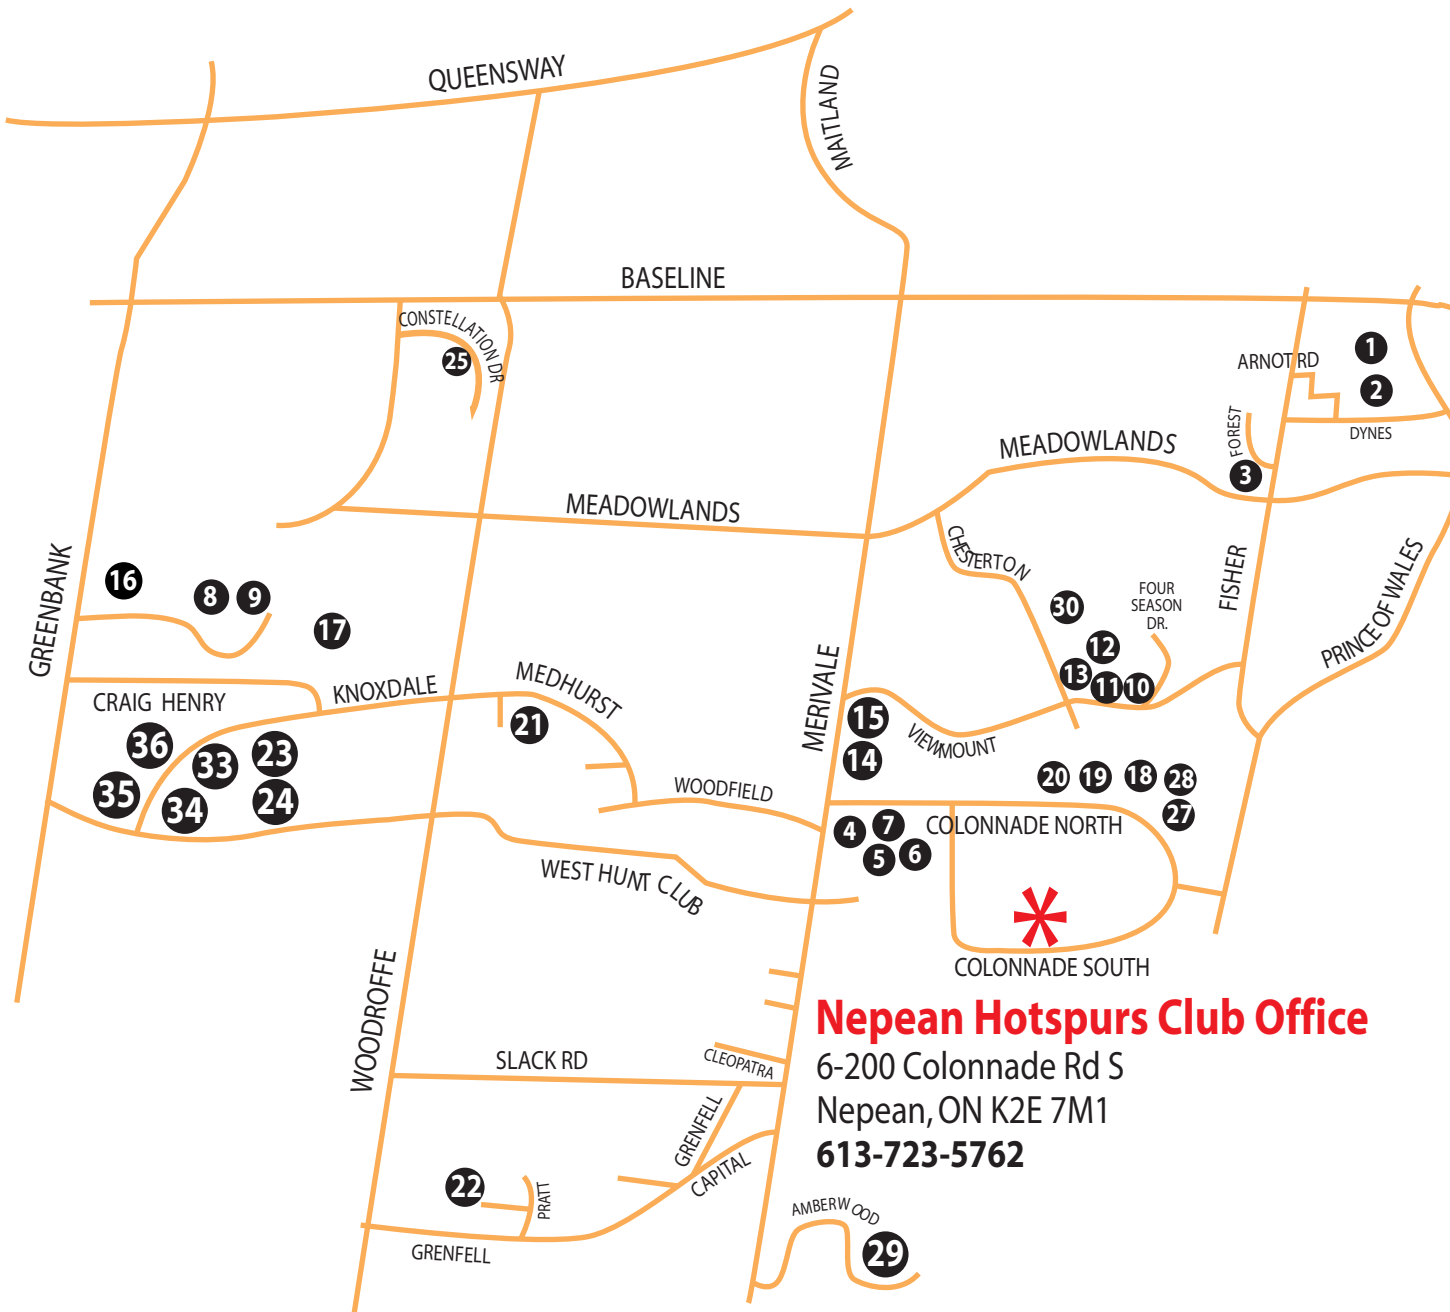 QUEENSWAY
MAITLAND
BASELINE
CONSTELLATION DR
25
ARNOT RD
1
2
DYNES
FOREST
3
MEADOWLANDS
MEADOWLANDS
CHESTERTON
FISHER
PRINCE OF WALES
GREENBANK
16
8
9
17
30
FOUR
SEASON
DR.
12
13
11
10
CRAIG HENRY
KNOXDALE
MEDHURST
21
MERIVALE
15
14
VIEWMOUNT
36
33
23
35
34
24
WOODFIELD
20
19
18
28
27
4
7
5
6
COLONNADE NORTH
WEST HUNT CLUB
COLONNADE SOUTH
WOODROFFE
Nepean Hotspurs Club Office
6-200 Colonnade Rd S
Nepean, ON K2E 7M1
613-723-5762
SLACK RD
CLEOPATRA
GRENFELL
CAPITAL
22
PRATT
GRENFELL
AMBERWOOD
29